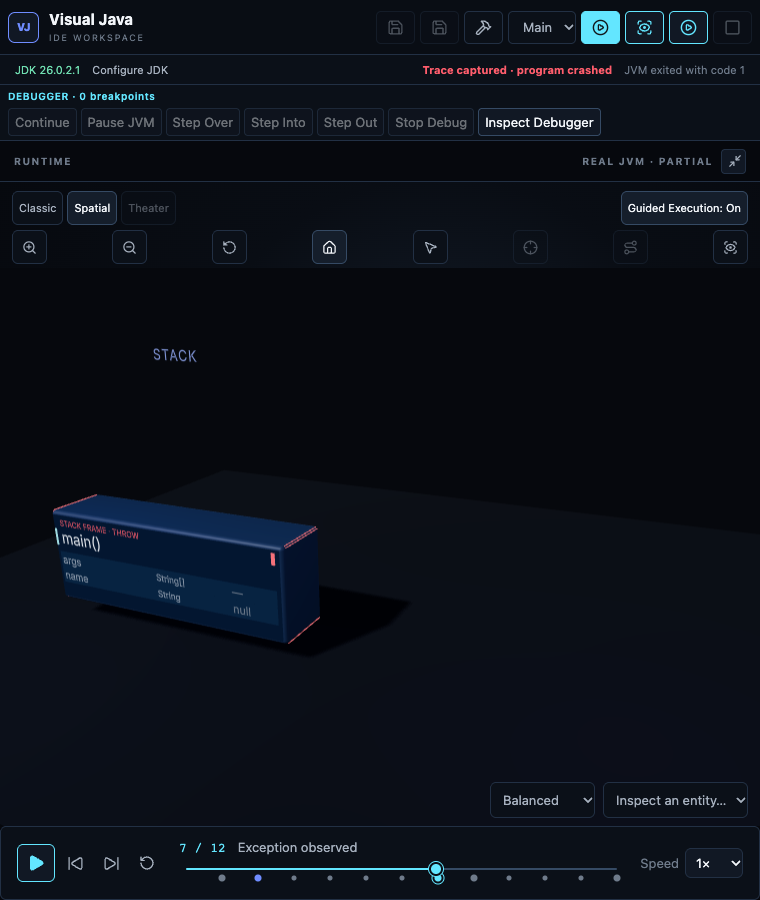 VJ
Visual Java
IDE WORKSPACE
Main
JDK 26.0.2.1 Configure JDK
Trace captured · program crashed JVM exited with code 1
DEBUGGER · 0 breakpoints
Continue Pause JVM Step Over Step Into Step Out Stop Debug Inspect Debugger
RUNTIME REAL JVM · PARTIAL
Classic Spatial Theater Guided Execution: On
STACK
STACK FRAME · THROW
main()
args String[] —
name String null
Balanced Inspect an entity...
7 / 12 Exception observed
Speed 1×